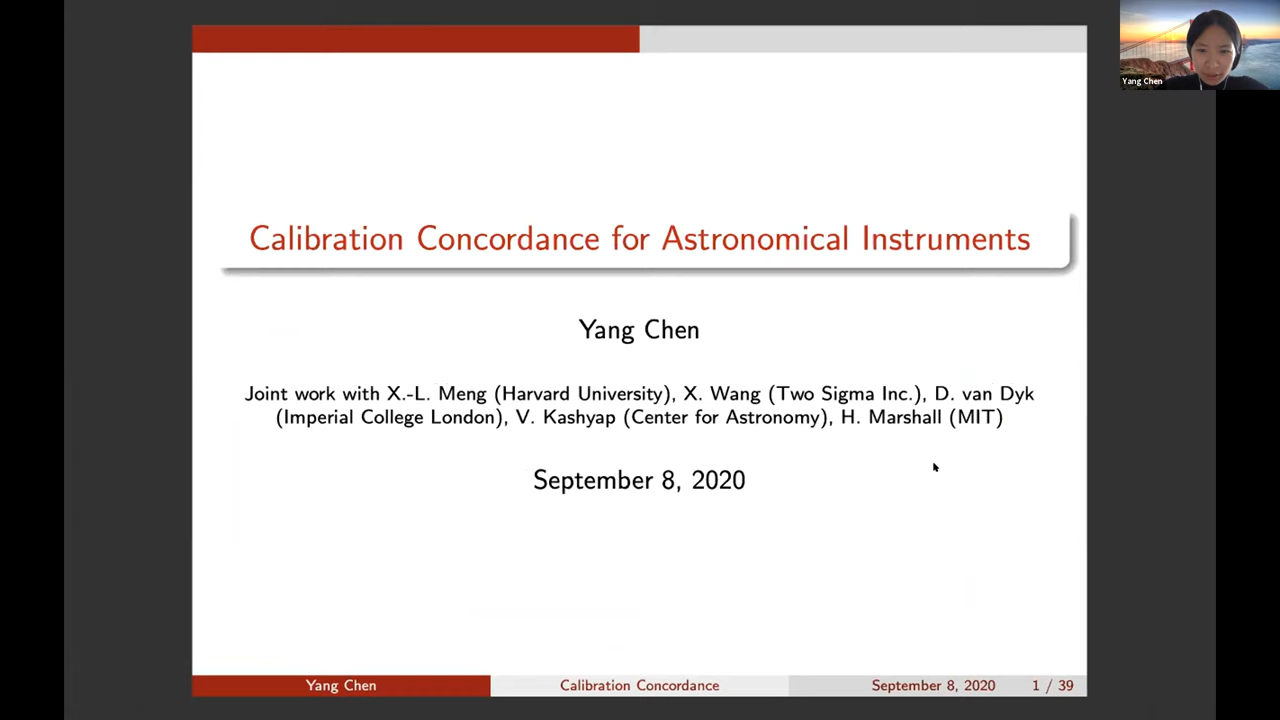 Calibration Concordance for Astronomical Instruments
Yang Chen
Joint work with X.-L. Meng (Harvard University), X. Wang (Two Sigma Inc.), D. van Dyk
(Imperial College London), V. Kashyap (Center for Astronomy), H. Marshall (MIT)
September 8, 2020
Yang Chen Calibration Concordance September 8, 2020 1 / 39
Yang Chen